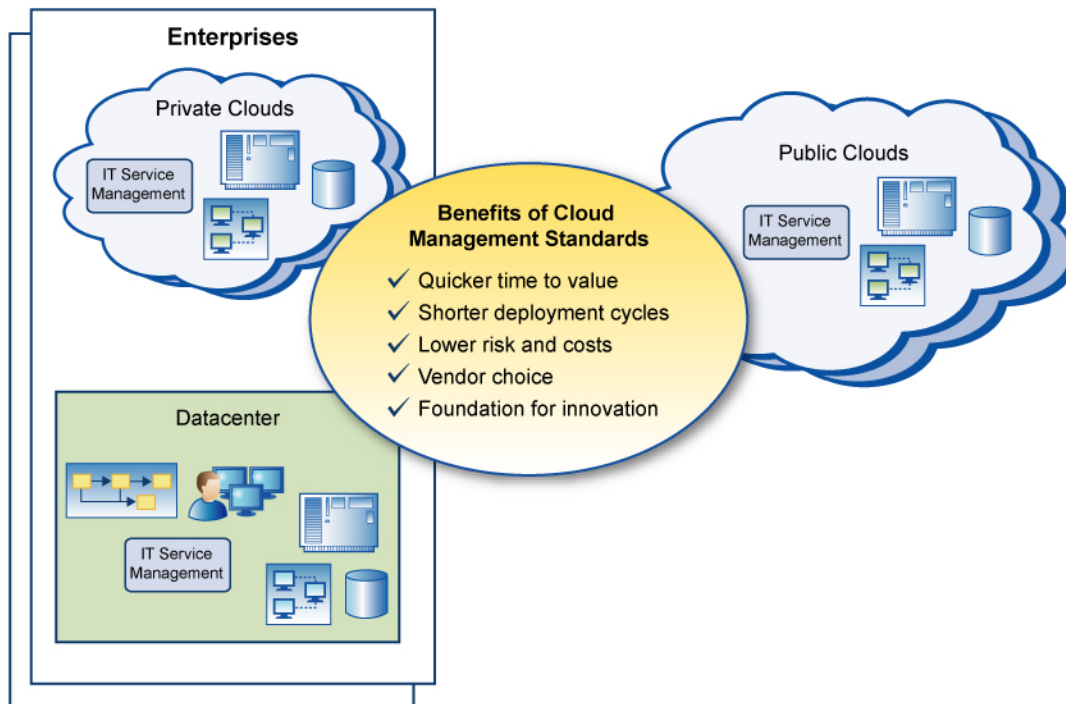 Enterprises
Private Clouds
IT Service
Management
Benefits of Cloud
Management Standards
✓ Quicker time to value
✓ Shorter deployment cycles
✓ Lower risk and costs
✓ Vendor choice
✓ Foundation for innovation
Public Clouds
IT Service
Management
Datacenter
IT Service
Management